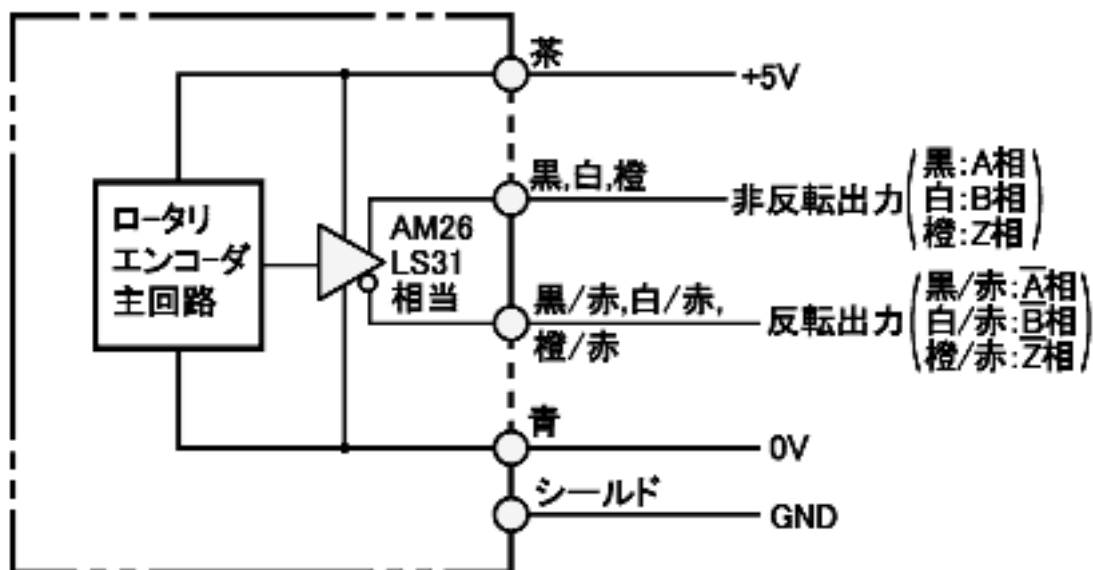 茶
+5V
ロータリ
エンコーダ
主回路
AM26
LS31
相当
黒,白,橙
非反転出力
黒:A相
白:B相
橙:Z相
黒/赤,白/赤,
橙/赤
反転出力
黒/赤:A̅相
白/赤:B̅相
橙/赤:Z̅相
青
0V
シールド
GND